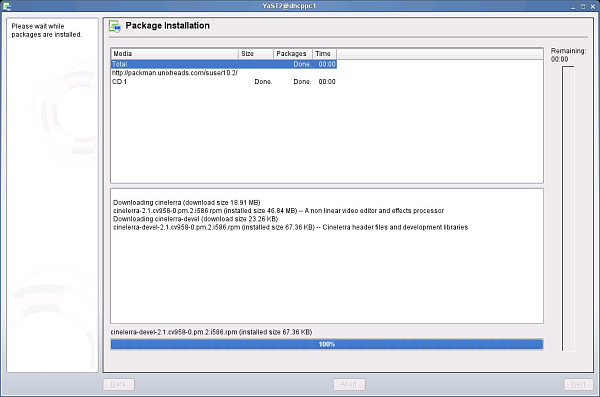 YaST2@dhcppc1
Please wait while
packages are installed.
Package Installation
Media Size Packages Time
Total Done. 00:00
http://packman.unixheads.com/suse/10.2/
CD 1 Done. Done. 00:00
Remaining:
00:00
Downloading cinelerra (download size 18.91 MB)
cinelerra-2.1.cv958-0.pm.2.i586.rpm (installed size 46.84 MB) -- A non linear video editor and effects processor
Downloading cinelerra-devel (download size 23.26 KB)
cinelerra-devel-2.1.cv958-0.pm.2.i586.rpm (installed size 67.36 KB) -- Cinelerra header files and development libraries
cinelerra-devel-2.1.cv958-0.pm.2.i586.rpm (installed size 67.36 KB)
100%
Back Abort Next